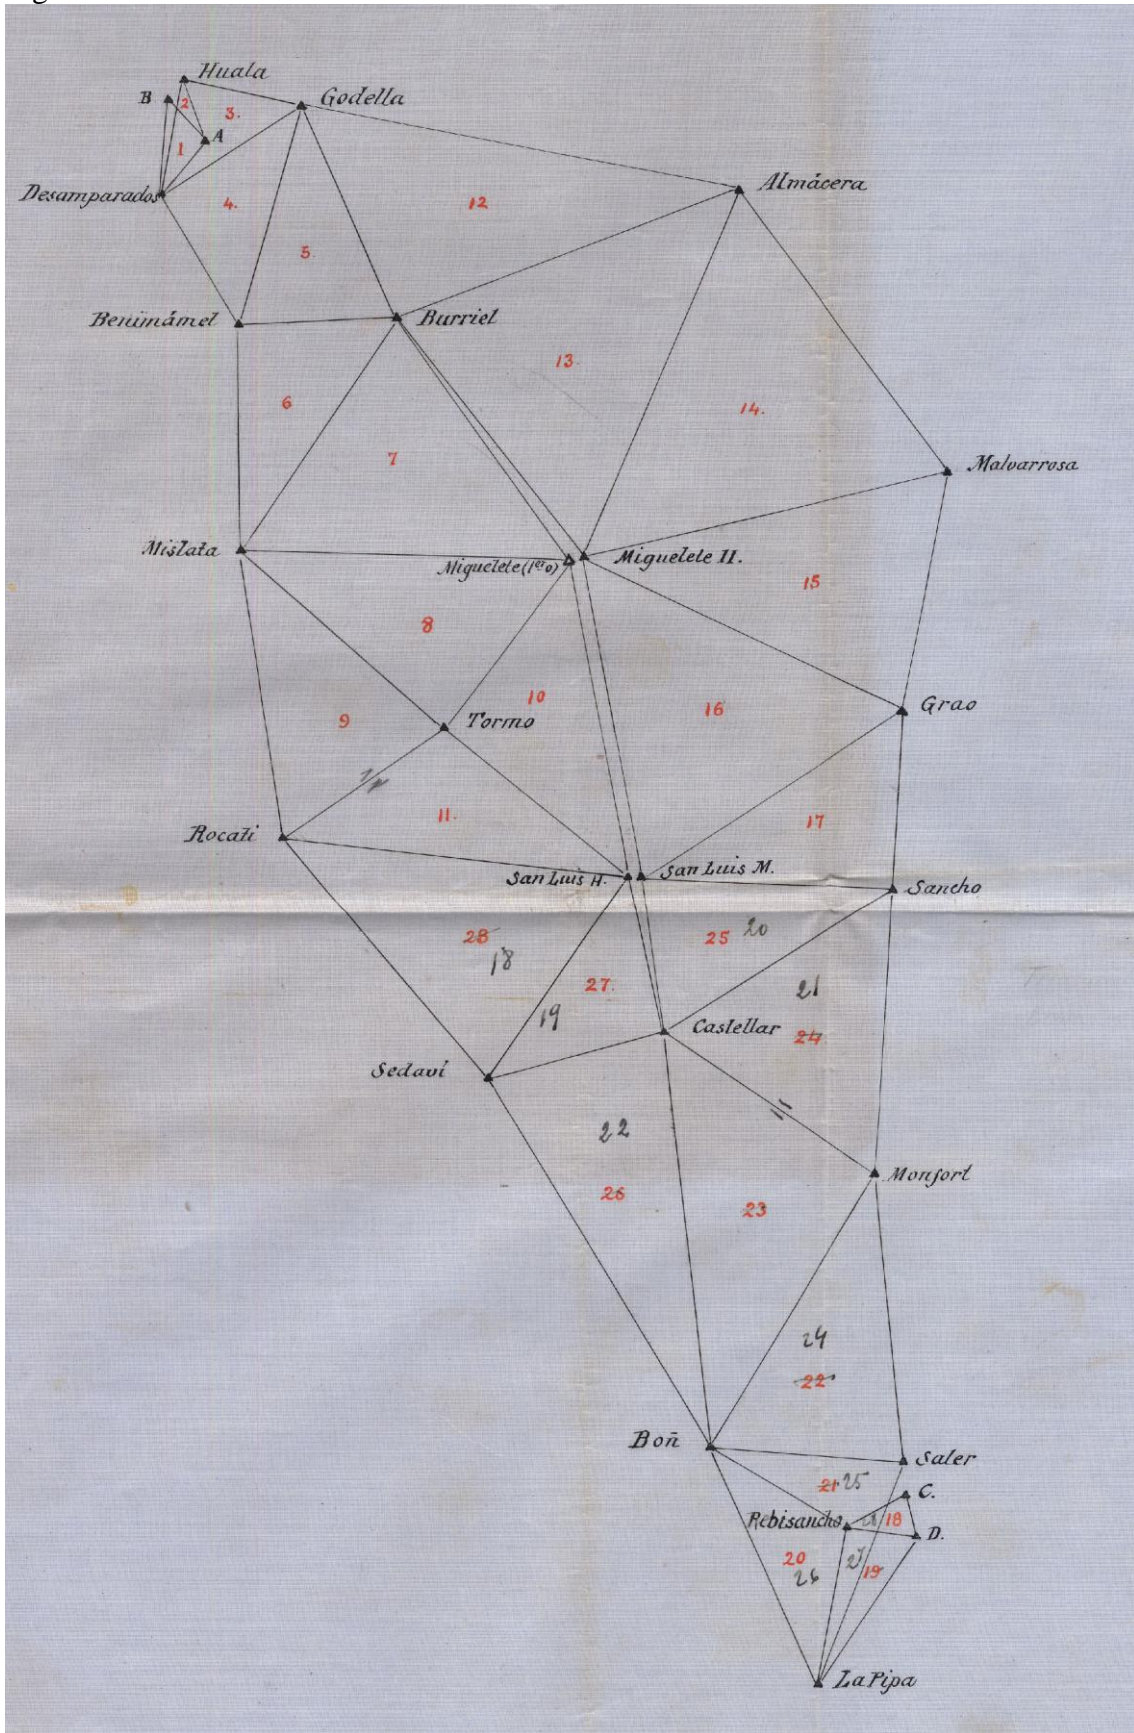 Huala
B
2
3.
Godella
A
1
Desamparados
4.
12
Almácera
5.
Benimámel
Burriel
13.
6
14.
7
Malvarrosa
Mislata
Miguelete (1ero)
Miguelete II.
15
8
10
16
9
Tormo
Grao
11.
17
Rocati
San Luis H.
San Luis M.
Sancho
28
18
25
20
27.
19
21
24
Castellar
Sedaví
22
26
23
Monfort
24
22
Boñ
Saler
21
25
C.
Rebisancho
18
D.
20
26
27
19
La Pipa